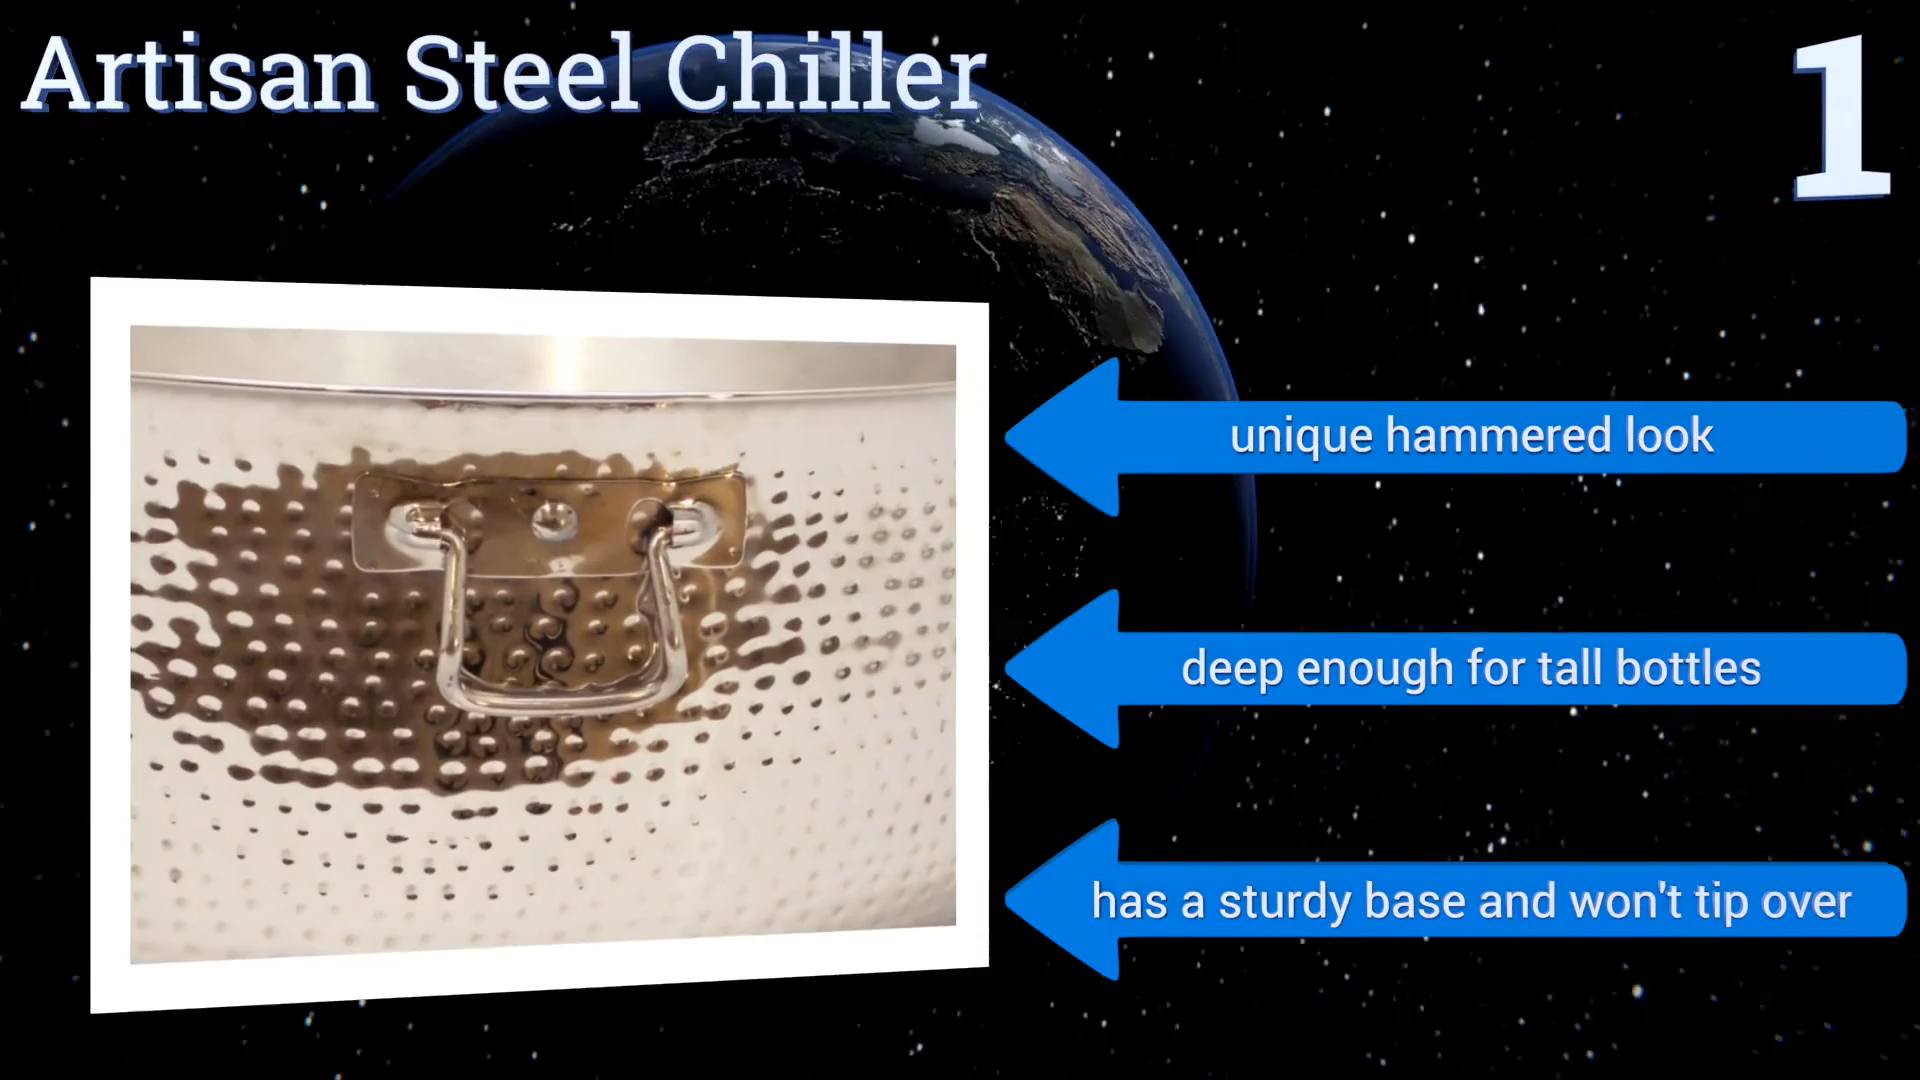 Artisan Steel Chiller
1
unique hammered look
deep enough for tall bottles
has a sturdy base and won't tip over